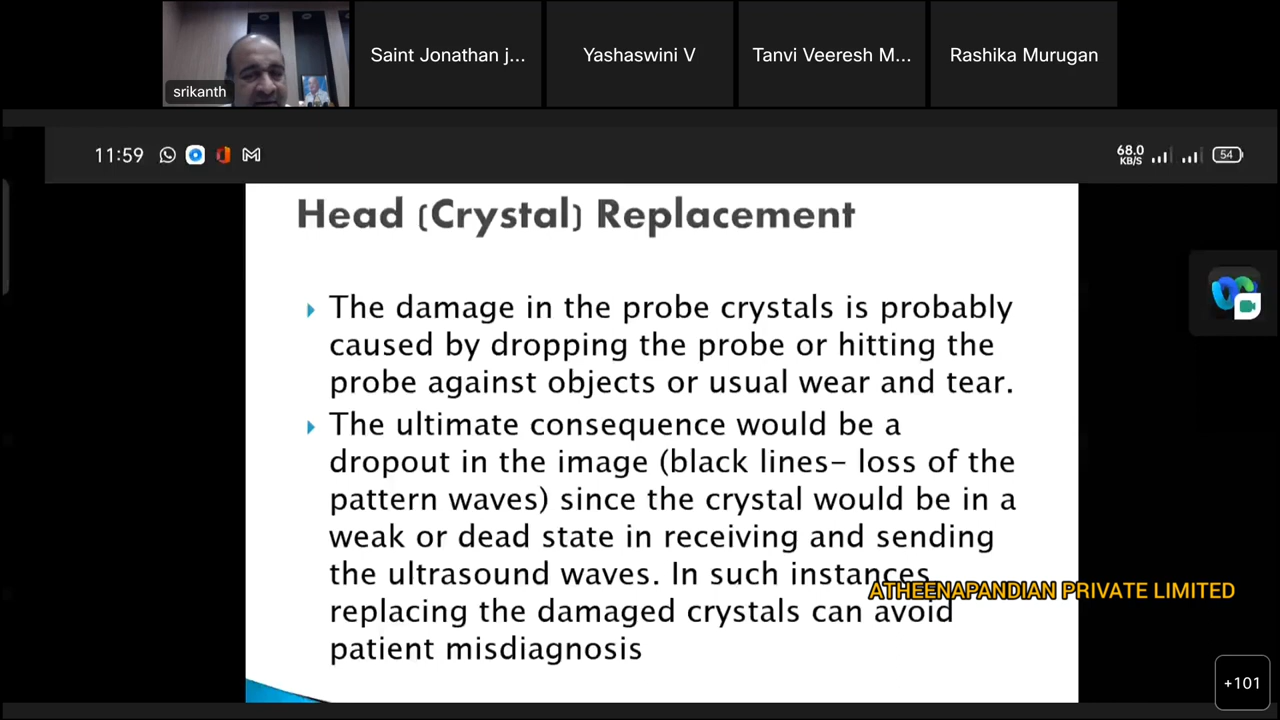 Saint Jonathan j...
Yashaswini V
Tanvi Veeresh M...
Rashika Murugan
srikanth
11:59
68.0
KB/S
54
Head (Crystal) Replacement
The damage in the probe crystals is probably
caused by dropping the probe or hitting the
probe against objects or usual wear and tear.
The ultimate consequence would be a
dropout in the image (black lines- loss of the
pattern waves) since the crystal would be in a
weak or dead state in receiving and sending
the ultrasound waves. In such instances,
replacing the damaged crystals can avoid
patient misdiagnosis
ATHEENAPANDIAN PRIVATE LIMITED
+101